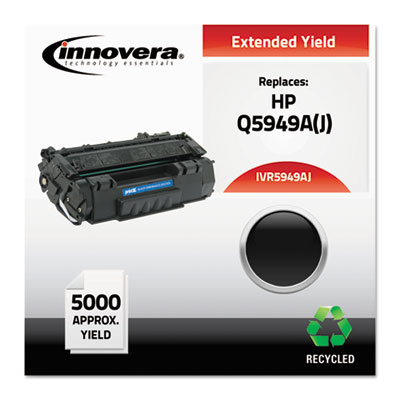 innovera
technology essentials
Extended Yield
Replaces:
HP
Q5949A(J)
IVR5949AJ
5000
APPROX.
YIELD
RECYCLED